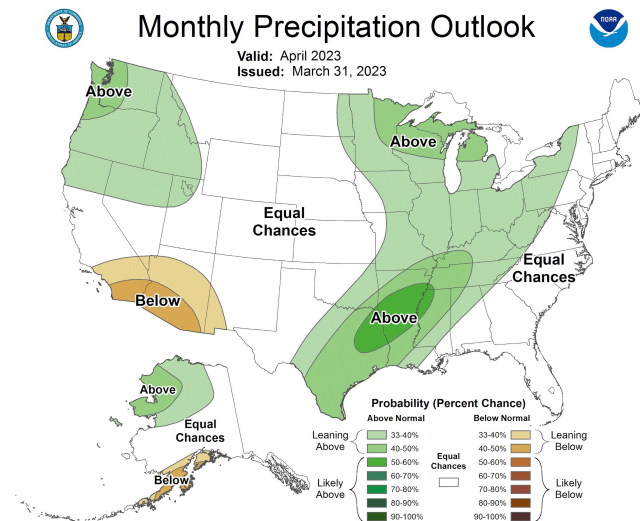 Monthly Precipitation Outlook
NOAA
Valid: April 2023
Issued: March 31, 2023
Above
Above
Equal
Chances
Equal
Chances
Below
Above
Above
Equal
Chances
Below
Probability (Percent Chance)
Above Normal
Below Normal
Leaning
Above
33-40%
40-50%
50-60%
60-70%
70-80%
80-90%
90-100%
Likely
Above
Equal
Chances
33-40%
40-50%
50-60%
60-70%
70-80%
80-90%
90-100%
Leaning
Below
Likely
Below